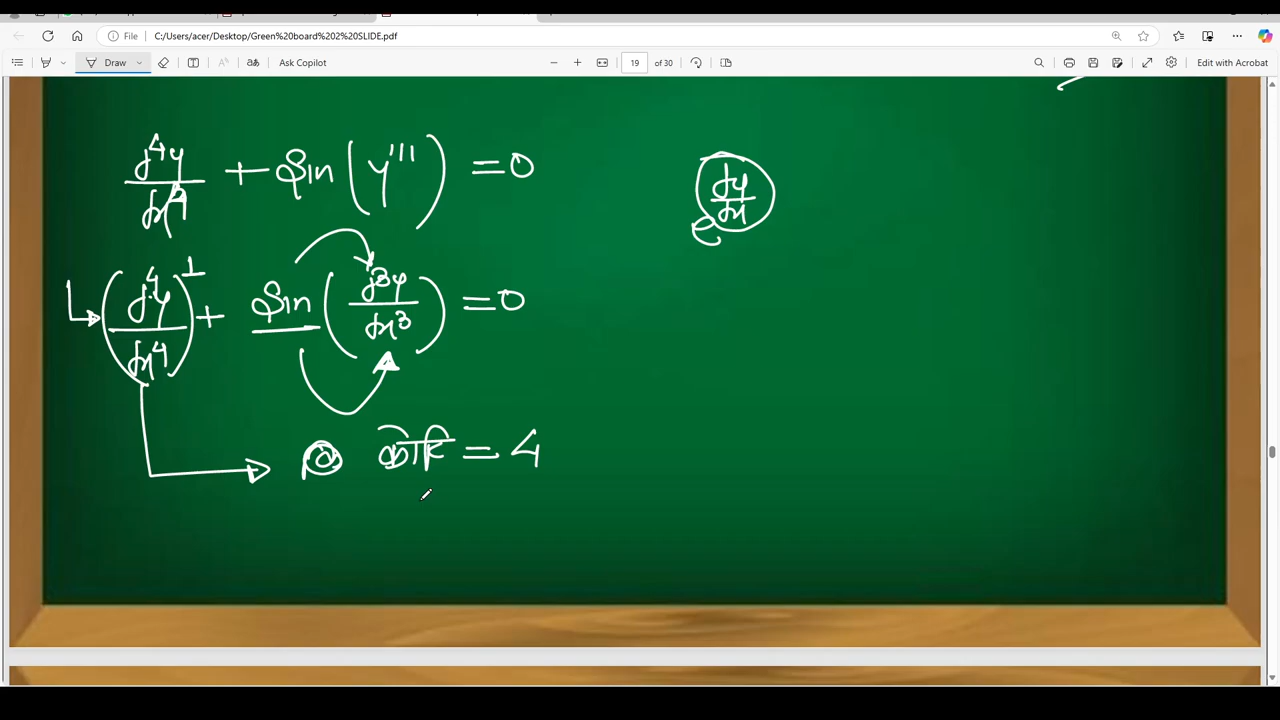 File C:/Users/acer/Desktop/Green%20board%202%20SLIDE.pdf
Draw Ask Copilot 19 of 30 Edit with Acrobat
d⁴y/dx⁴ + Sin (y''') = 0
dy/dx
e
(d⁴y/dx⁴)¹ + Sin (d³y/dx³) = 0
कोटि = 4